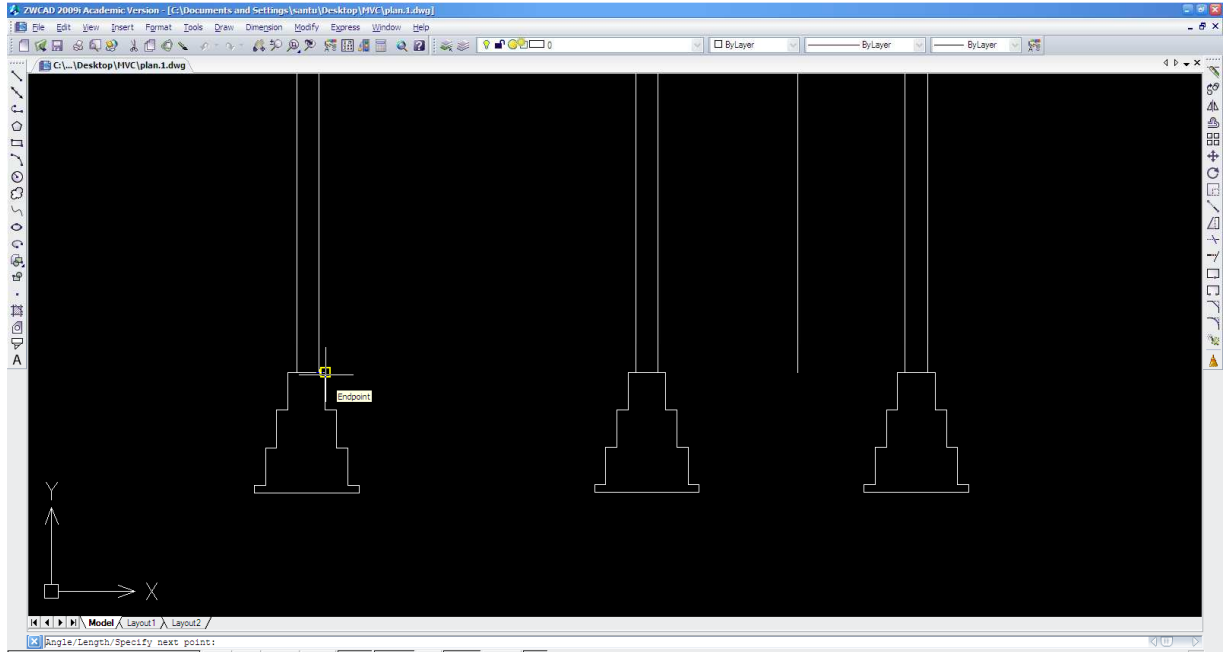 ZWCAD 2009i Academic Version - [C:\Documents and Settings\santu\Desktop\MVC\plan.1.dwg]
File Edit View Insert Format Tools Draw Dimension Modify Express Window Help
0 ByLayer ByLayer ByLayer
C:\...\Desktop\MVC\plan.1.dwg
A
Endpoint
Y
X
Model Layout1 Layout2
Angle/Length/Specify next point: